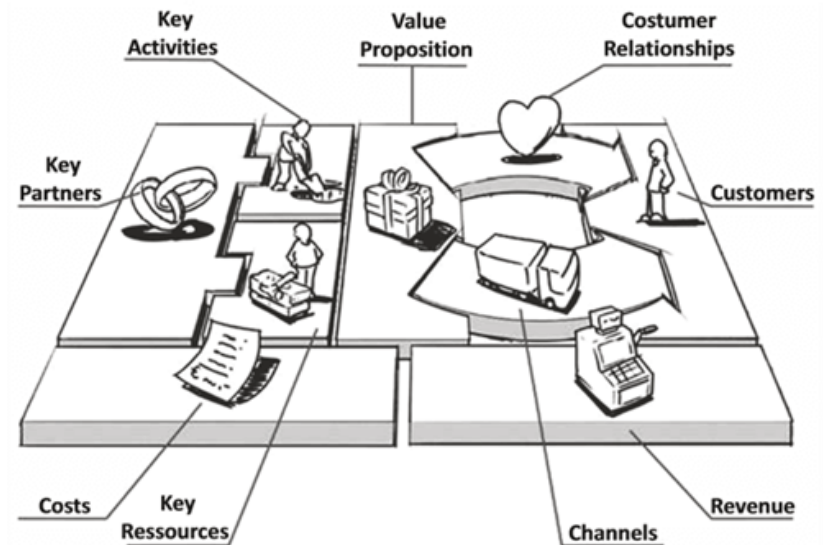 Key
Activities
Value
Proposition
Costumer
Relationships
Key
Partners
Customers
Costs
Key
Ressources
Channels
Revenue